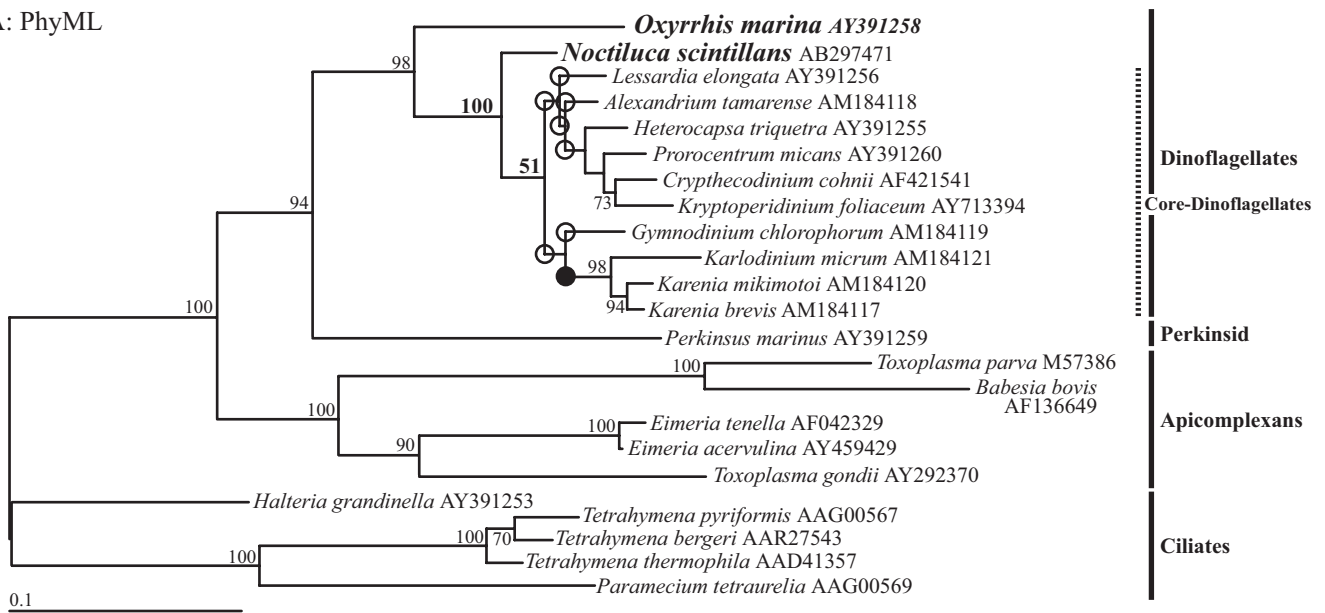 A: PhyML
Oxyrrhis marina AY391258
98
Noctiluca scintillans AB297471
Lessardia elongata AY391256
100
Alexandrium tamarense AM184118
Heterocapsa triquetra AY391255
Prorocentrum micans AY391260
Dinoflagellates
51
Crypthecodinium cohnii AF421541
94
73
Kryptoperidinium foliaceum AY713394
Core-Dinoflagellates
Gymnodinium chlorophorum AM184119
Karlodinium micrum AM184121
98
Karenia mikimotoi AM184120
100
94
Karenia brevis AM184117
Perkinsus marinus AY391259
Perkinsid
Toxoplasma parva M57386
100
Babesia bovis
AF136649
100
Eimeria tenella AF042329
Apicomplexans
100
90
Eimeria acervulina AY459429
Toxoplasma gondii AY292370
Halteria grandinella AY391253
Tetrahymena pyriformis AAG00567
100
70
Tetrahymena bergeri AAR27543
Ciliates
100
Tetrahymena thermophila AAD41357
Paramecium tetraurelia AAG00569
0.1